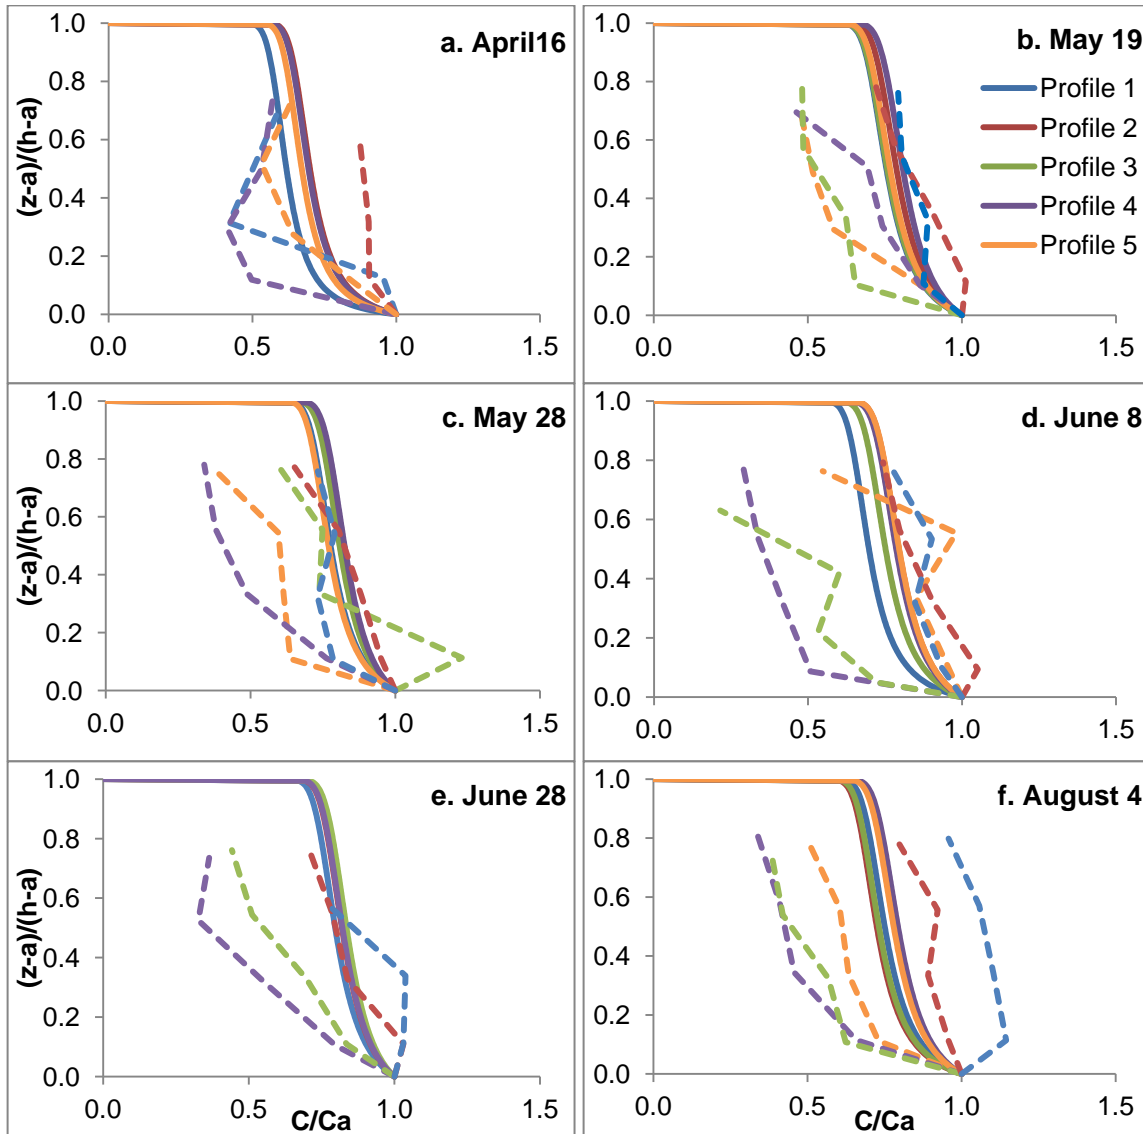 a. April16
(z-a)/(h-a)
1.0
0.8
0.6
0.4
0.2
0.0
0.0 0.5 1.0 1.5
b. May 19
Profile 1
Profile 2
Profile 3
Profile 4
Profile 5
1.0
0.8
0.6
0.4
0.2
0.0
0.0 0.5 1.0 1.5
c. May 28
(z-a)/(h-a)
1.0
0.8
0.6
0.4
0.2
0.0
0.0 0.5 1.0 1.5
d. June 8
1.0
0.8
0.6
0.4
0.2
0.0
0.0 0.5 1.0 1.5
e. June 28
(z-a)/(h-a)
1.0
0.8
0.6
0.4
0.2
0.0
0.0 0.5 1.0 1.5
C/Ca
f. August 4
1.0
0.8
0.6
0.4
0.2
0.0
0.0 0.5 1.0 1.5
C/Ca